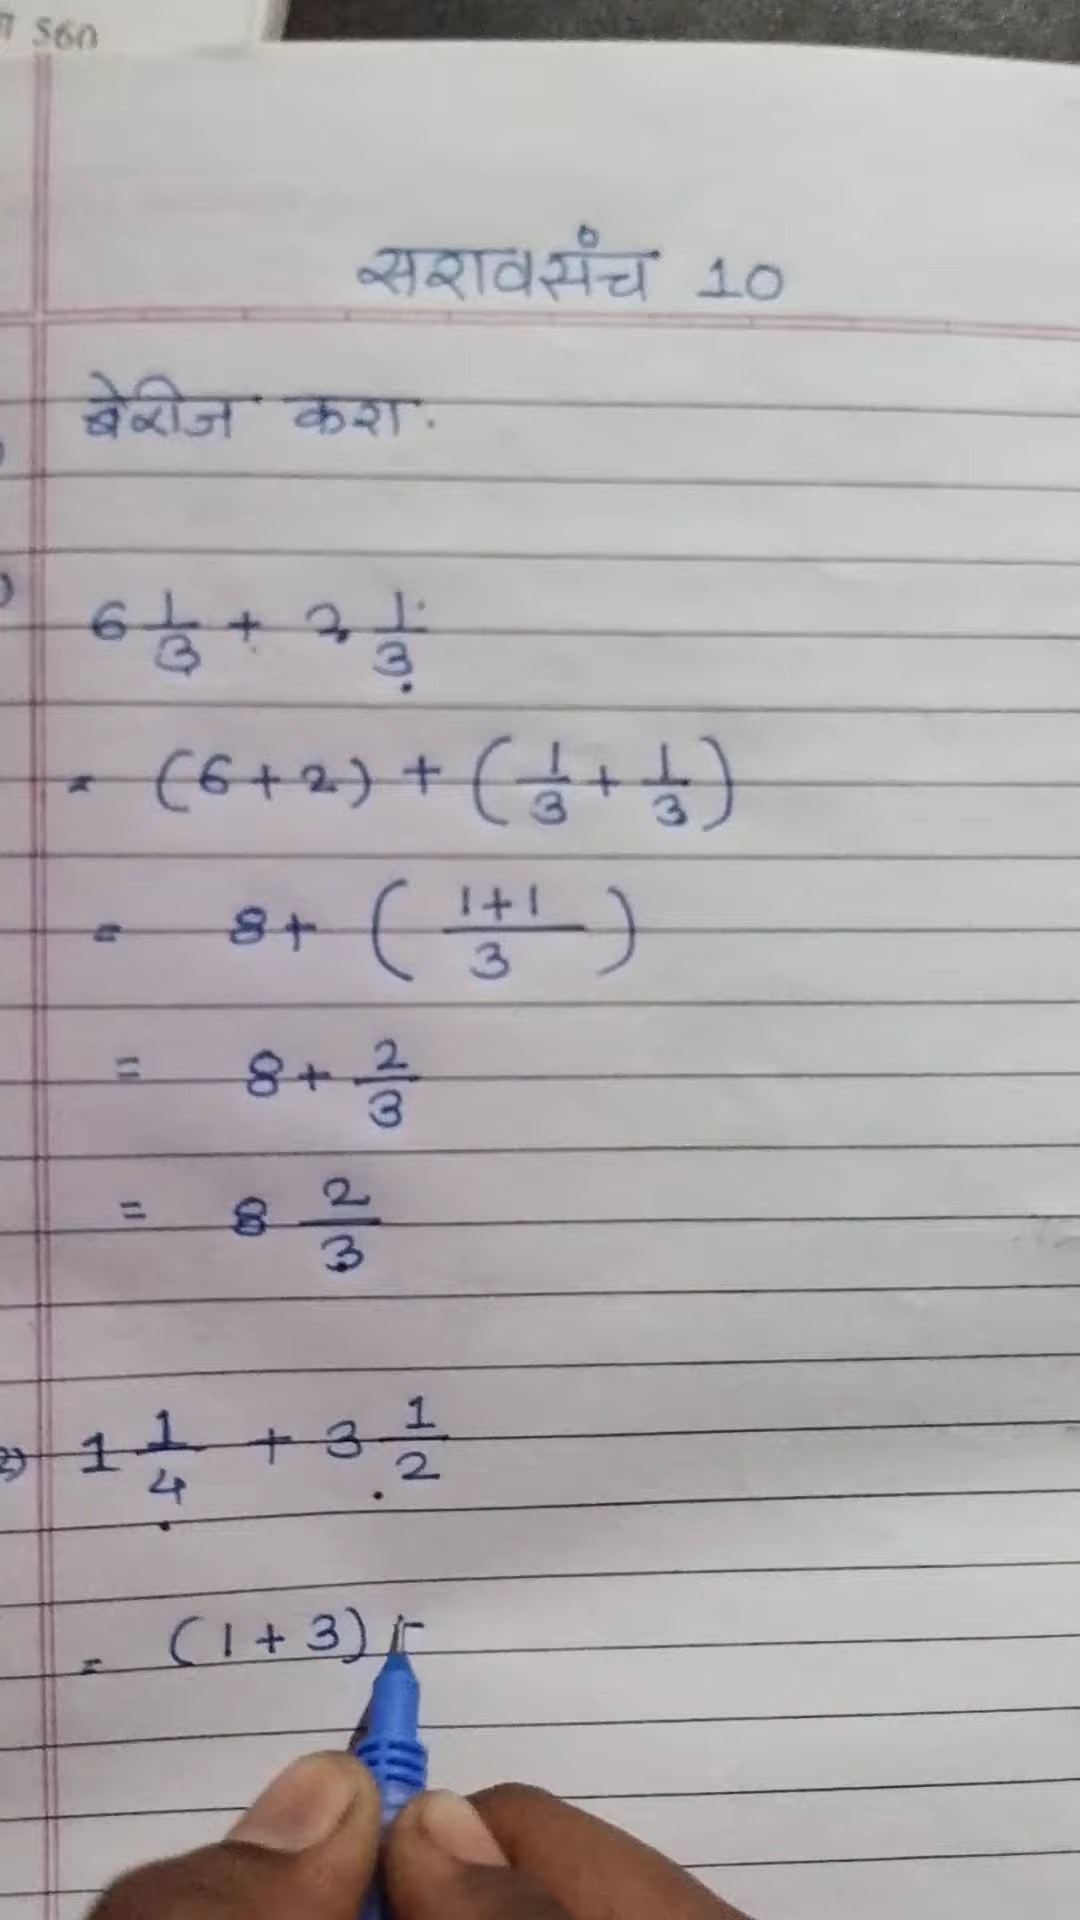 560
सरावसंच 10
बेरीज करा.
6 1/3 + 2 1/3
= (6+2) + (1/3 + 1/3)
= 8+ (1+1/3)
= 8+ 2/3
= 8 2/3
2) 1 1/4 + 3 1/2
= (1+3)